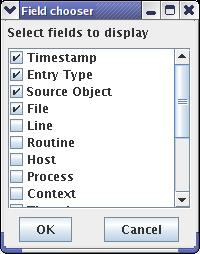 Field chooser
Select fields to display
Timestamp
Entry Type
Source Object
File
Line
Routine
Host
Process
Context
OK
Cancel